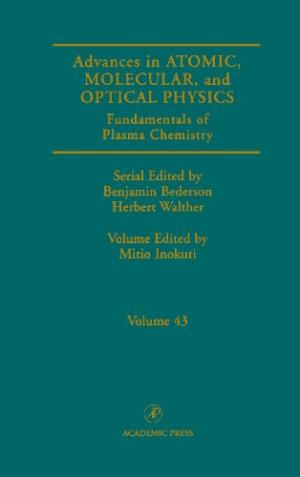 Advances in ATOMIC,
MOLECULAR, and
OPTICAL PHYSICS
Fundamentals of
Plasma Chemistry
Serial Edited by
Benjamin Bederson
Herbert Walther
Volume Edited by
Mitio Inokuti
Volume 43
AP
ACADEMIC PRESS